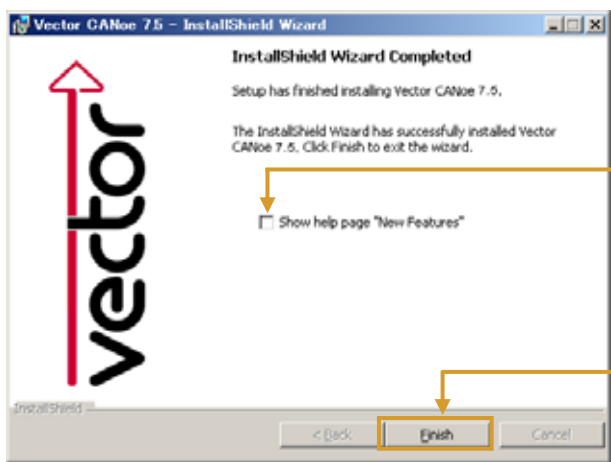 Vector CANoe 7.5 - InstallShield Wizard
InstallShield Wizard Completed
Setup has finished installing Vector CANoe 7.5.
The InstallShield Wizard has successfully installed Vector
CANoe 7.5. Click Finish to exit the wizard.
Show help page "New Features"
vector
InstallShield
< Back
Finish
Cancel